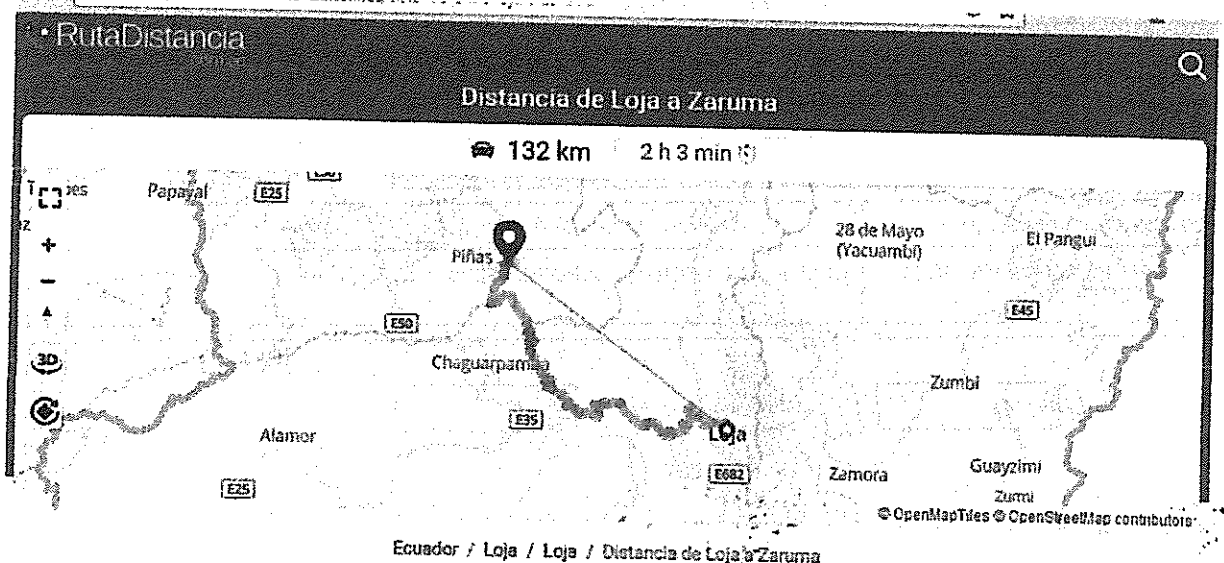 RutaDistancia
Distancia de Loja a Zaruma
132 km 2 h 3 min
Papayal
E25
Piñas
28 de Mayo
(Yacuambi)
El Pangui
E45
E50
Chaguarpamba
Zumbi
3D
E35
Loja
Alamor
E25
E682
Zamora
Guayzimi
Zurmi
© OpenMapTiles © OpenStreetMap contributors
Ecuador / Loja / Loja / Distancia de Loja a Zaruma